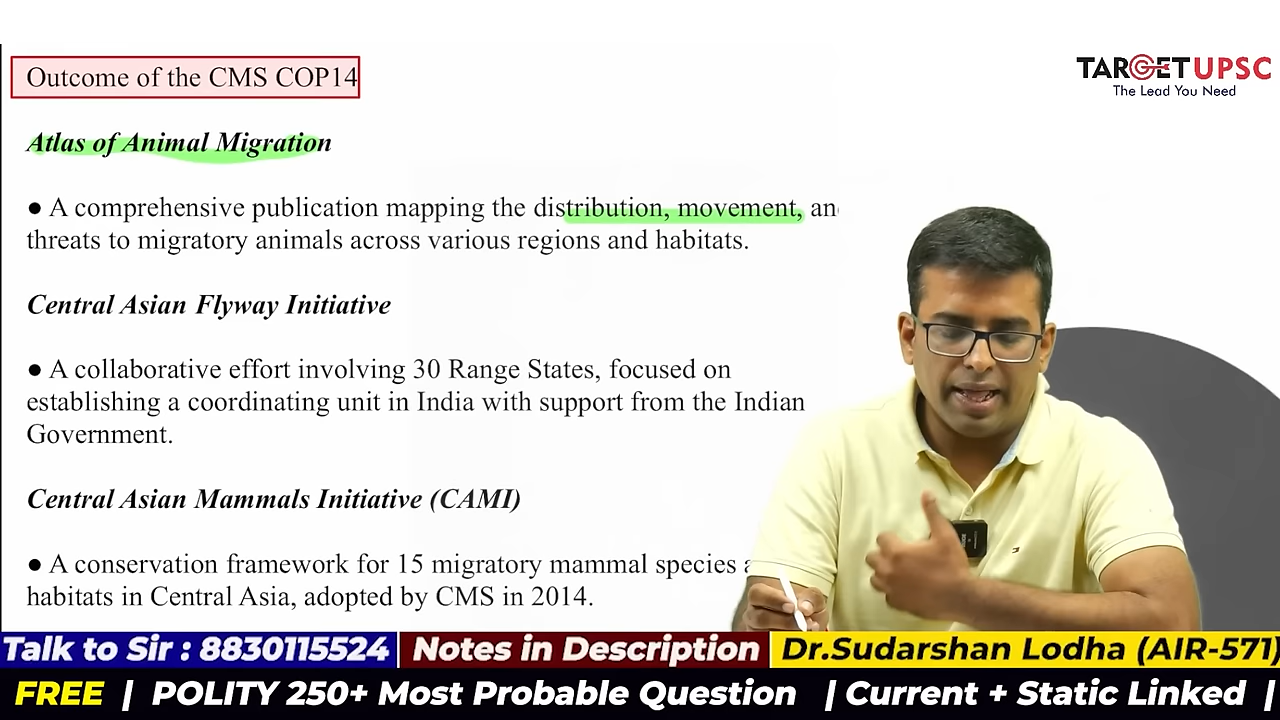 Outcome of the CMS COP14
TARGETUPSC
The Lead You Need
Atlas of Animal Migration
● A comprehensive publication mapping the distribution, movement,
threats to migratory animals across various regions and habitats.
Central Asian Flyway Initiative
● A collaborative effort involving 30 Range States, focused on
establishing a coordinating unit in India with support from the Indian
Government.
Central Asian Mammals Initiative (CAMI)
● A conservation framework for 15 migratory mammal species
habitats in Central Asia, adopted by CMS in 2014.
Talk to Sir : 8830115524
Notes in Description
Dr.Sudarshan Lodha (AIR-571)
FREE | POLITY 250+ Most Probable Question | Current + Static Linked |